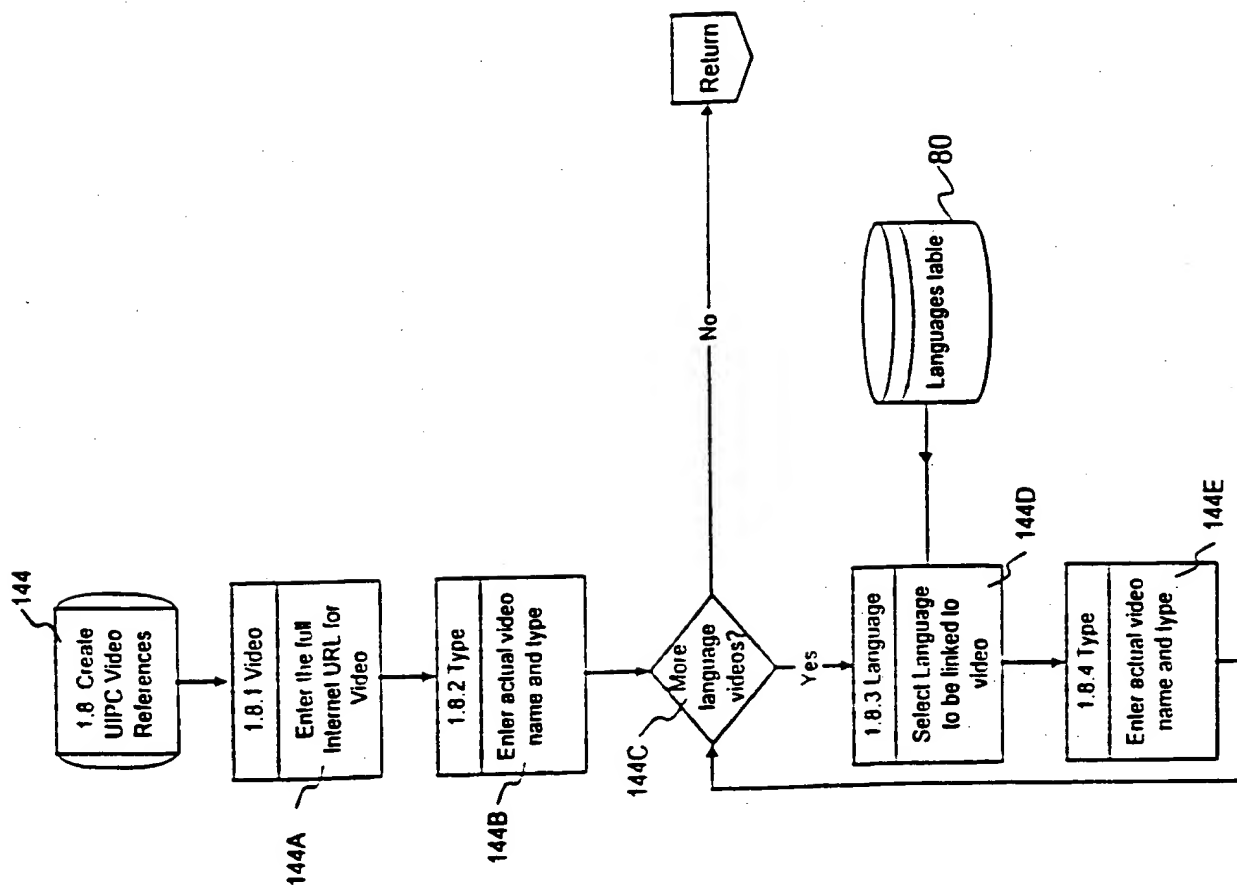 144
1.8 Create
UIPC Video
References
1.8.1 Video
Enter the full
Internet URL for
Video
144A
1.8.2 Type
Enter actual video
name and type
144B
144C
More
language
videos?
No
Return
Yes
1.8.3 Language
Select Language
to be linked to
video
144D
Languages table
80
1.8.4 Type
Enter actual video
name and type
144E